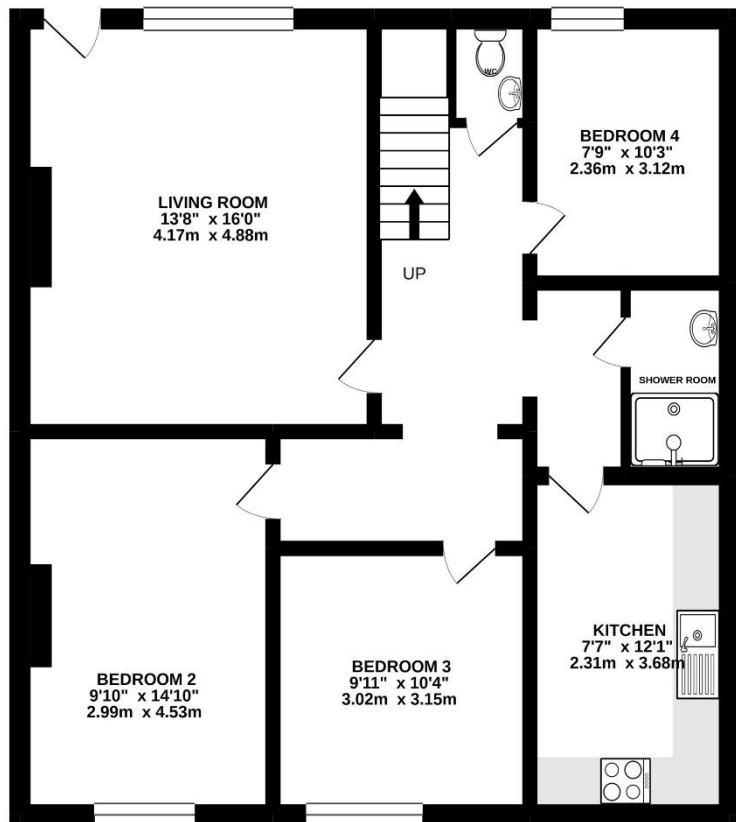 WC
BEDROOM 4
7'9" x 10'3"
2.36m x 3.12m
LIVING ROOM
13'8" x 16'0"
4.17m x 4.88m
UP
SHOWER ROOM
KITCHEN
7'7" x 12'1"
2.31m x 3.68m
BEDROOM 2
9'10" x 14'10"
2.99m x 4.53m
BEDROOM 3
9'11" x 10'4"
3.02m x 3.15m